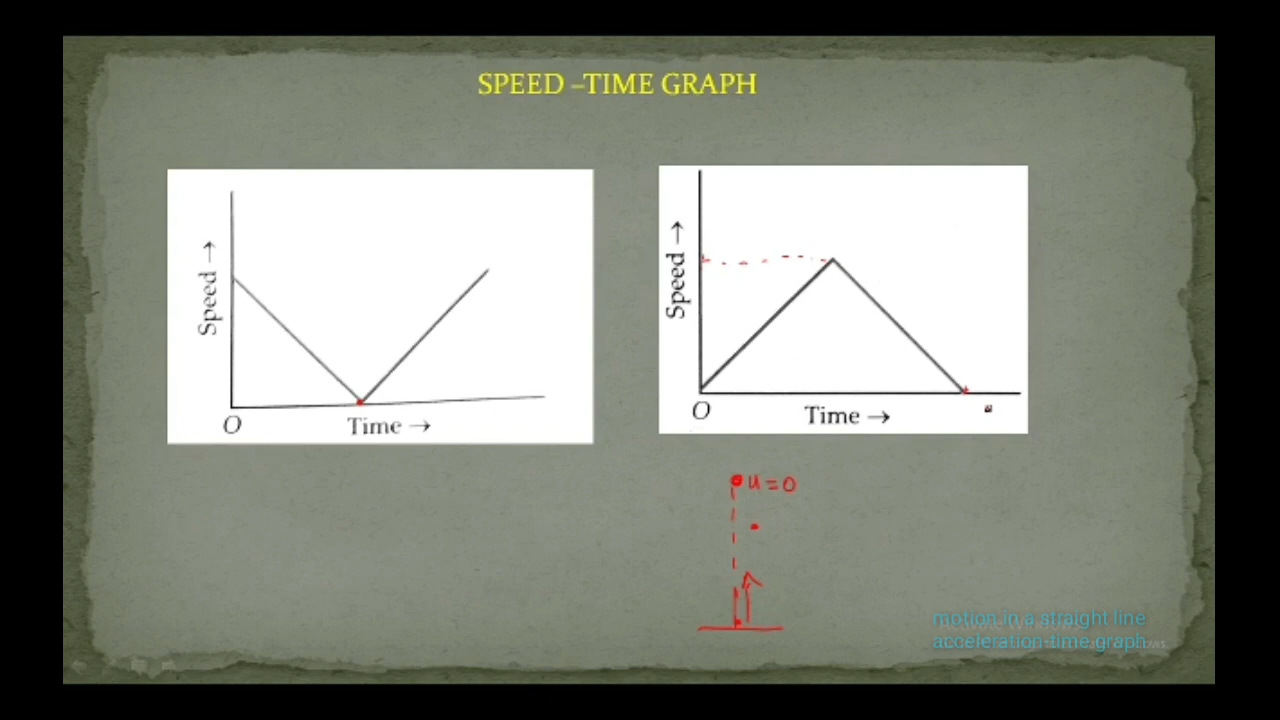 SPEED –TIME GRAPH
Speed →
O
Time →
Speed →
O
Time →
u = 0
motion in a straight line
acceleration-time graph